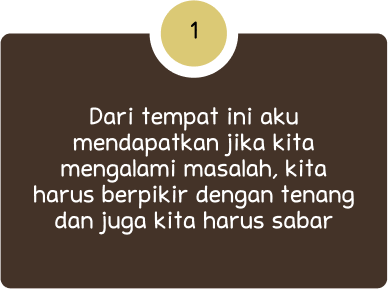 1
Dari tempat ini aku
mendapatkan jika kita
mengalami masalah, kita
harus berpikir dengan tenang
dan juga kita harus sabar